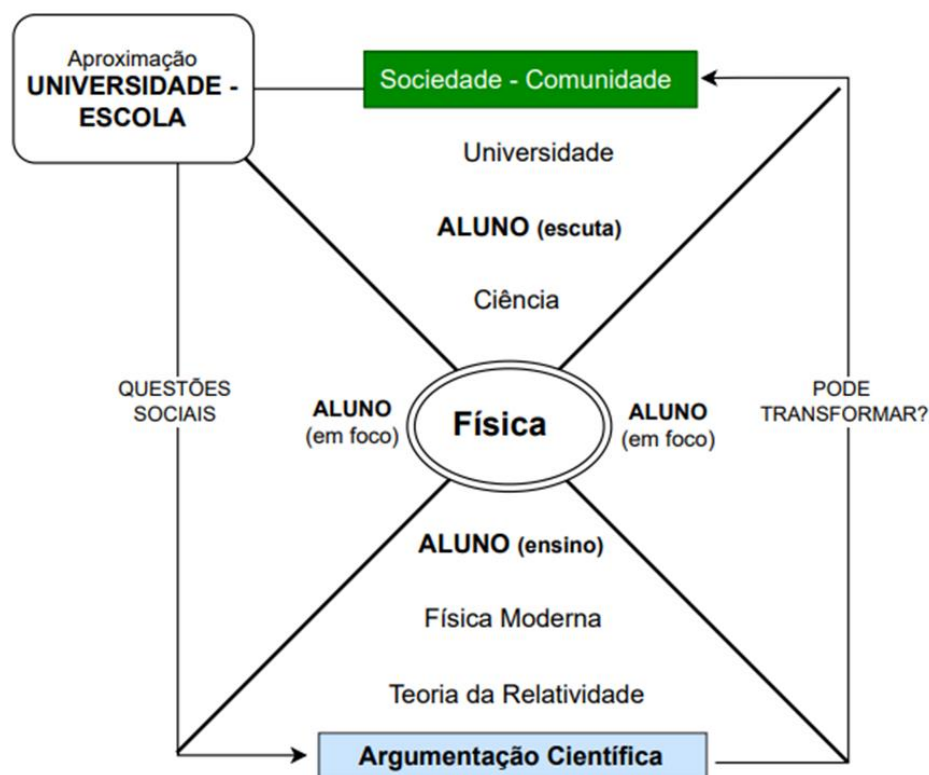 Aproximação
UNIVERSIDADE -
ESCOLA
Sociedade - Comunidade
Universidade
ALUNO (escuta)
Ciência
QUESTÕES
SOCIAIS
ALUNO
(em foco)
Física
ALUNO
(em foco)
PODE
TRANSFORMAR?
ALUNO (ensino)
Física Moderna
Teoria da Relatividade
Argumentação Científica